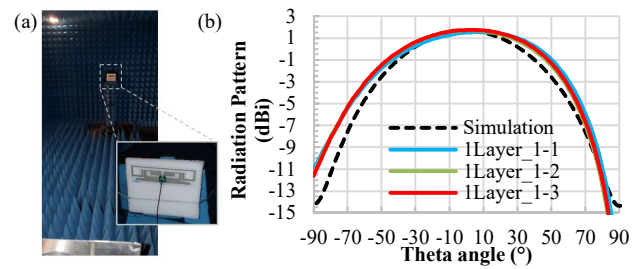 (a)
(b)
Radiation Pattern
(dBi)
3
1
-1
-3
-5
-7
-9
-11
-13
-15
Simulation
1Layer_1-1
1Layer_1-2
1Layer_1-3
-90 -70 -50 -30 -10 10 30 50 70 90
Theta angle (°)